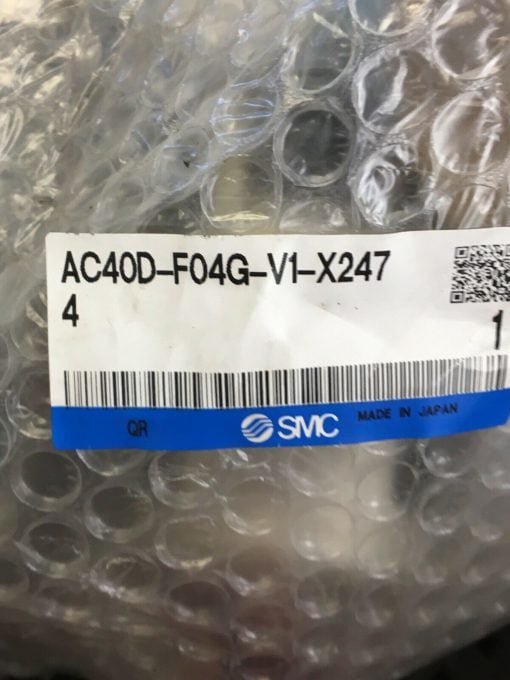 AC40D-F04G-V1-X247
4
1
QR
SMC
MADE IN JAPAN